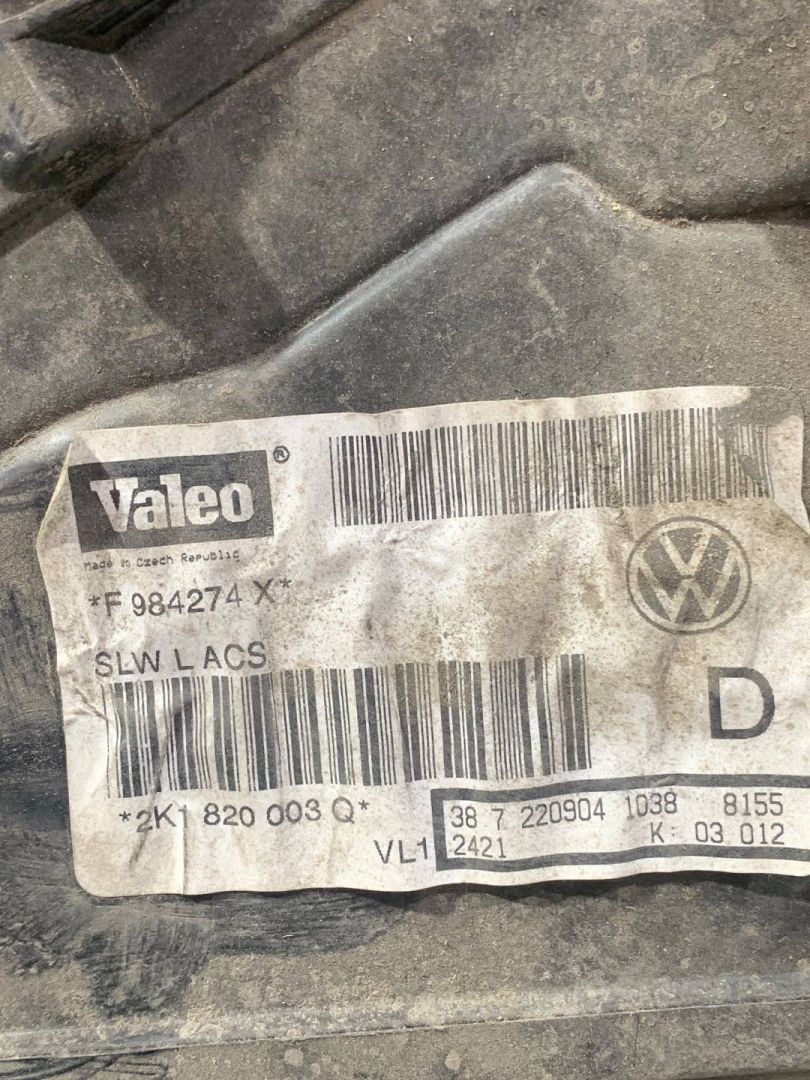 Valeo®
Made in Czech Republic
*F 984274 X*
SLW L ACS
D
*2K1 820 003 Q*
VL1
38 7 220904 1038 8155
2421 K: 03 012